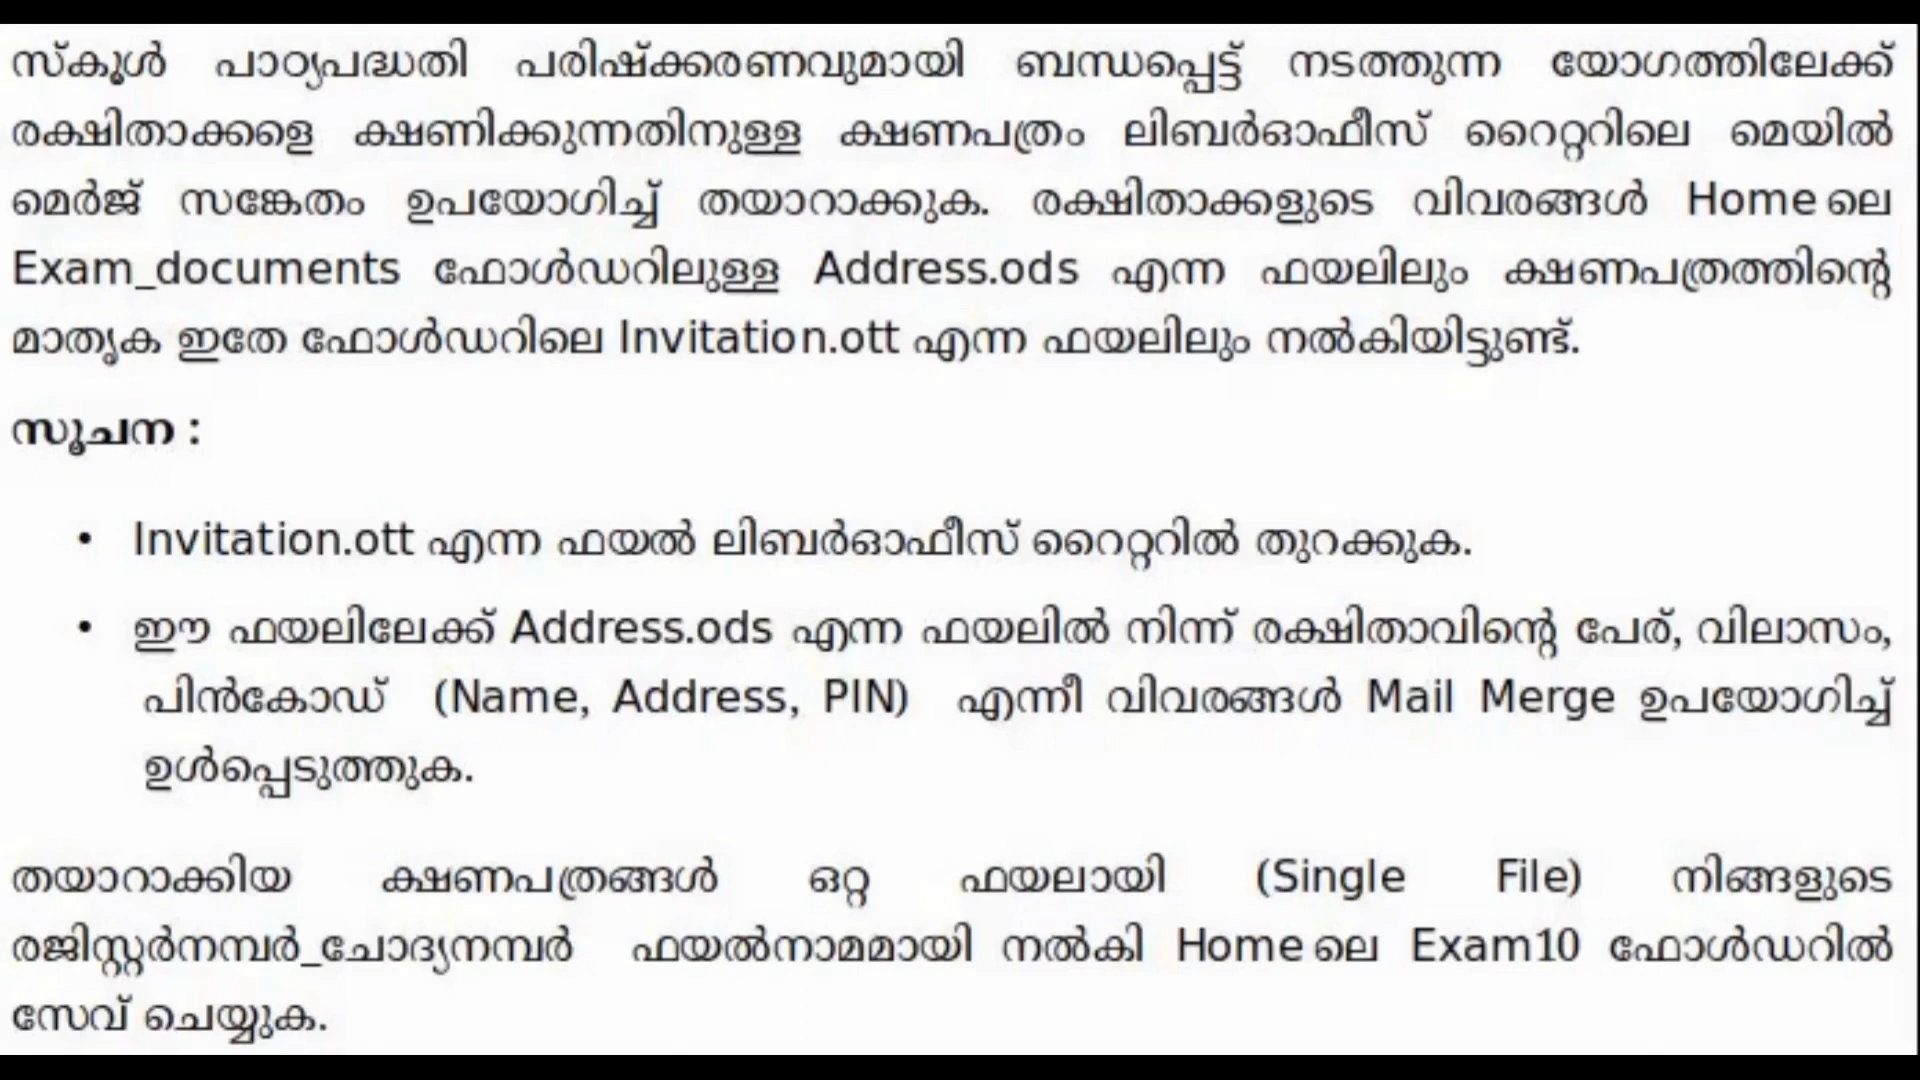 സ്കൂൾ പാഠ്യപദ്ധതി പരിഷ്ക്കരണവുമായി ബന്ധപ്പെട്ട് നടത്തുന്ന യോഗത്തിലേക്ക്
രക്ഷിതാക്കളെ ക്ഷണിക്കുന്നതിനുള്ള ക്ഷണപത്രം ലിബർഓഫീസ് റൈറ്ററിലെ മെയിൽ
മെർജ് സങ്കേതം ഉപയോഗിച്ച് തയാറാക്കുക. രക്ഷിതാക്കളുടെ വിവരങ്ങൾ Home ലെ
Exam_documents ഫോൾഡറിലുള്ള Address.ods എന്ന ഫയലിലും ക്ഷണപത്രത്തിന്റെ
മാതൃക ഇതേ ഫോൾഡറിലെ Invitation.ott എന്ന ഫയലിലും നൽകിയിട്ടുണ്ട്.
സൂചന :
• Invitation.ott എന്ന ഫയൽ ലിബർഓഫീസ് റൈറ്ററിൽ തുറക്കുക.
• ഈ ഫയലിലേക്ക് Address.ods എന്ന ഫയലിൽ നിന്ന് രക്ഷിതാവിന്റെ പേര്, വിലാസം,
പിൻകോഡ് (Name, Address, PIN) എന്നീ വിവരങ്ങൾ Mail Merge ഉപയോഗിച്ച്
ഉൾപ്പെടുത്തുക.
തയാറാക്കിയ ക്ഷണപത്രങ്ങൾ ഒറ്റ ഫയലായി (Single File) നിങ്ങളുടെ
രജിസ്റ്റർനമ്പർ_ചോദ്യനമ്പർ ഫയൽനാമമായി നൽകി Home ലെ Exam10 ഫോൾഡറിൽ
സേവ് ചെയ്യുക.